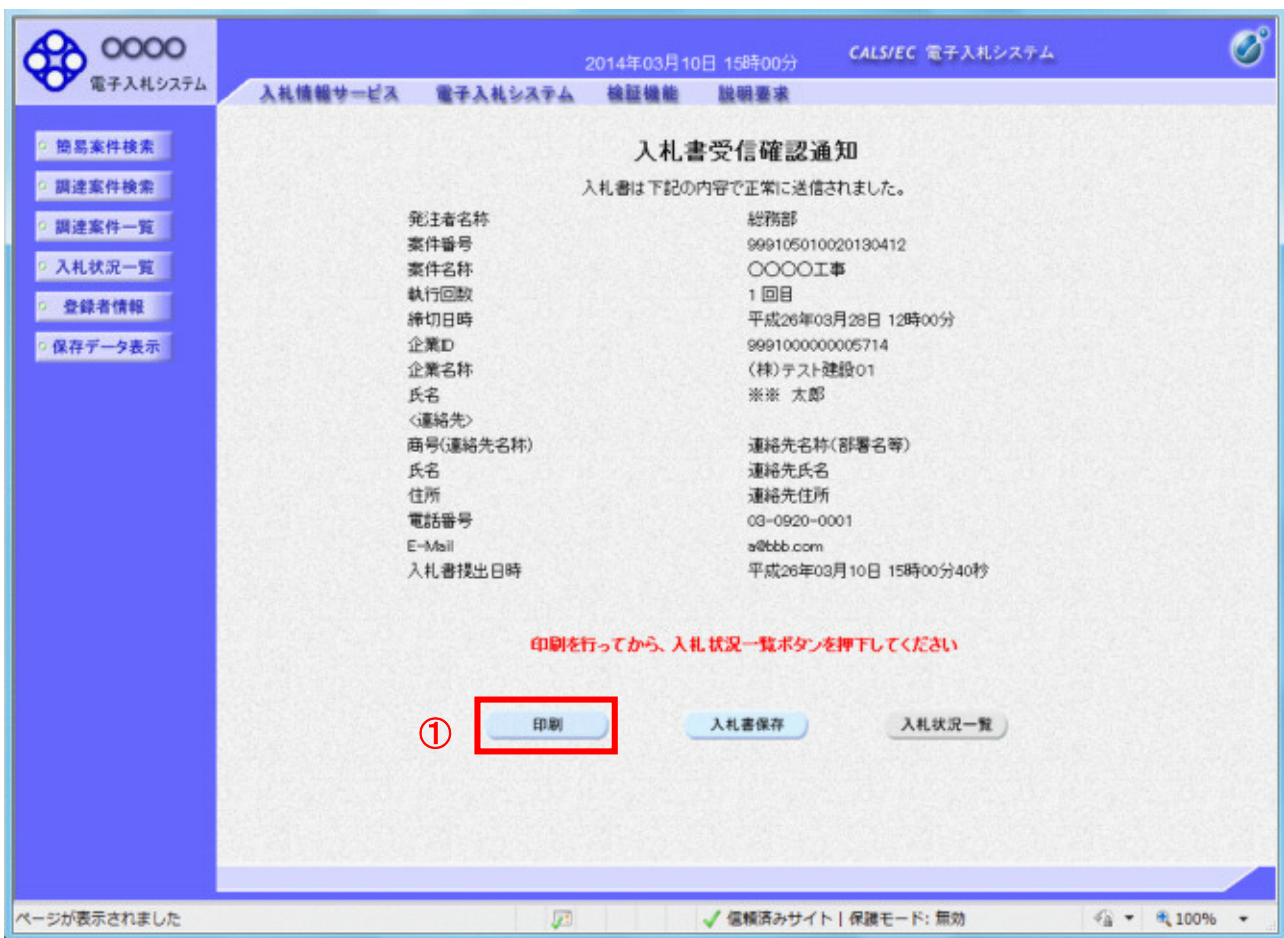 ○○○○
電子入札システム
2014年03月10日 15時00分
CALS/EC 電子入札システム
入札情報サービス 電子入札システム 検証機能 説明要求
簡易案件検索
調達案件検索
調達案件一覧
入札状況一覧
登録者情報
保存データ表示
入札書受信確認通知
入札書は下記の内容で正常に送信されました。
発注者名称 総務部
案件番号 999105010020130412
案件名称 ○○○○工事
執行回数 1回目
締切日時 平成26年03月28日 12時00分
企業ID 9991000000005714
企業名称 (株)テスト建設01
氏名 ※※ 太郎
<連絡先>
商号(連絡先名称) 連絡先名称(部署名等)
氏名 連絡先氏名
住所 連絡先住所
電話番号 03-0920-0001
E-Mail a@bbb.com
入札書提出日時 平成26年03月10日 15時00分40秒
印刷を行ってから、入札状況一覧ボタンを押下してください
① 印刷 入札書保存 入札状況一覧
ページが表示されました 信頼済みサイト | 保護モード: 無効 100%